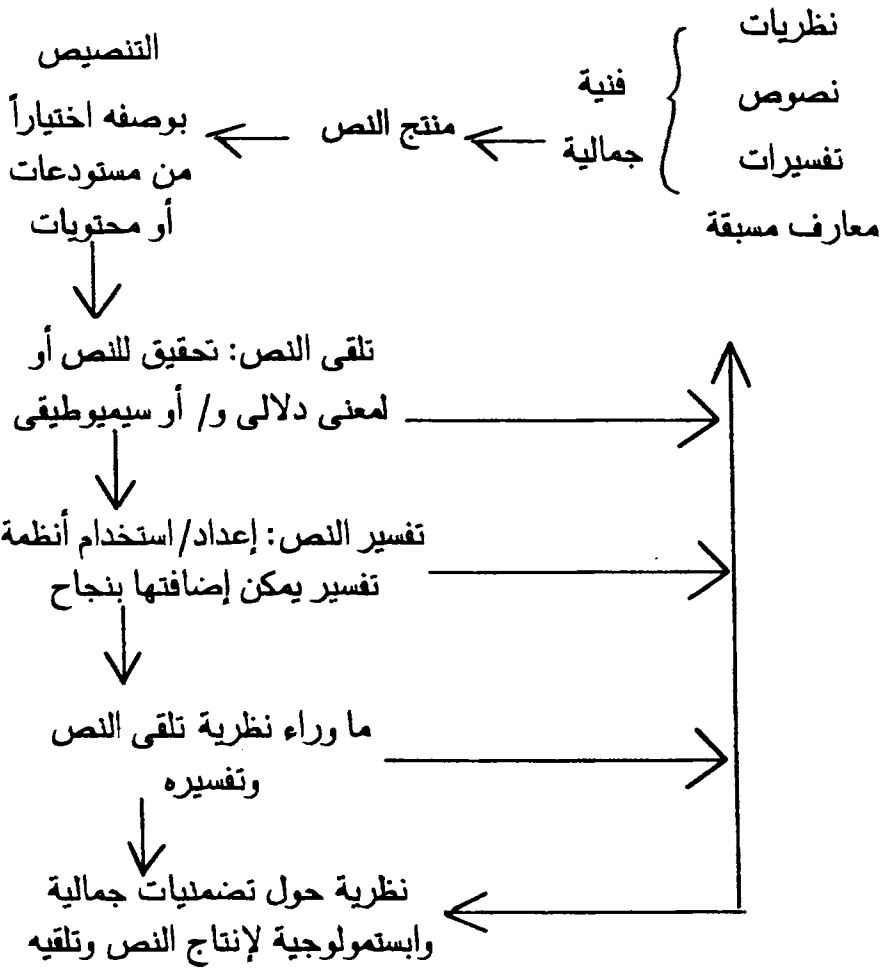 نظريات
نصوص
تفسيرات
معارف مسبقة
فنية
جمالية
منتج النص
التنصيص
بوصفه اختياراً
من مستودعات
أو محتويات
تلقى النص: تحقيق للنص أو
لمعنى دلالى و/ أو سيميوطيقى
تفسير النص: إعداد/استخدام أنظمة
تفسير يمكن إضافتها بنجاح
ما وراء نظرية تلقى النص
وتفسيره
نظرية حول تضمنيات جمالية
وابستمولوجية لإنتاج النص وتلقيه